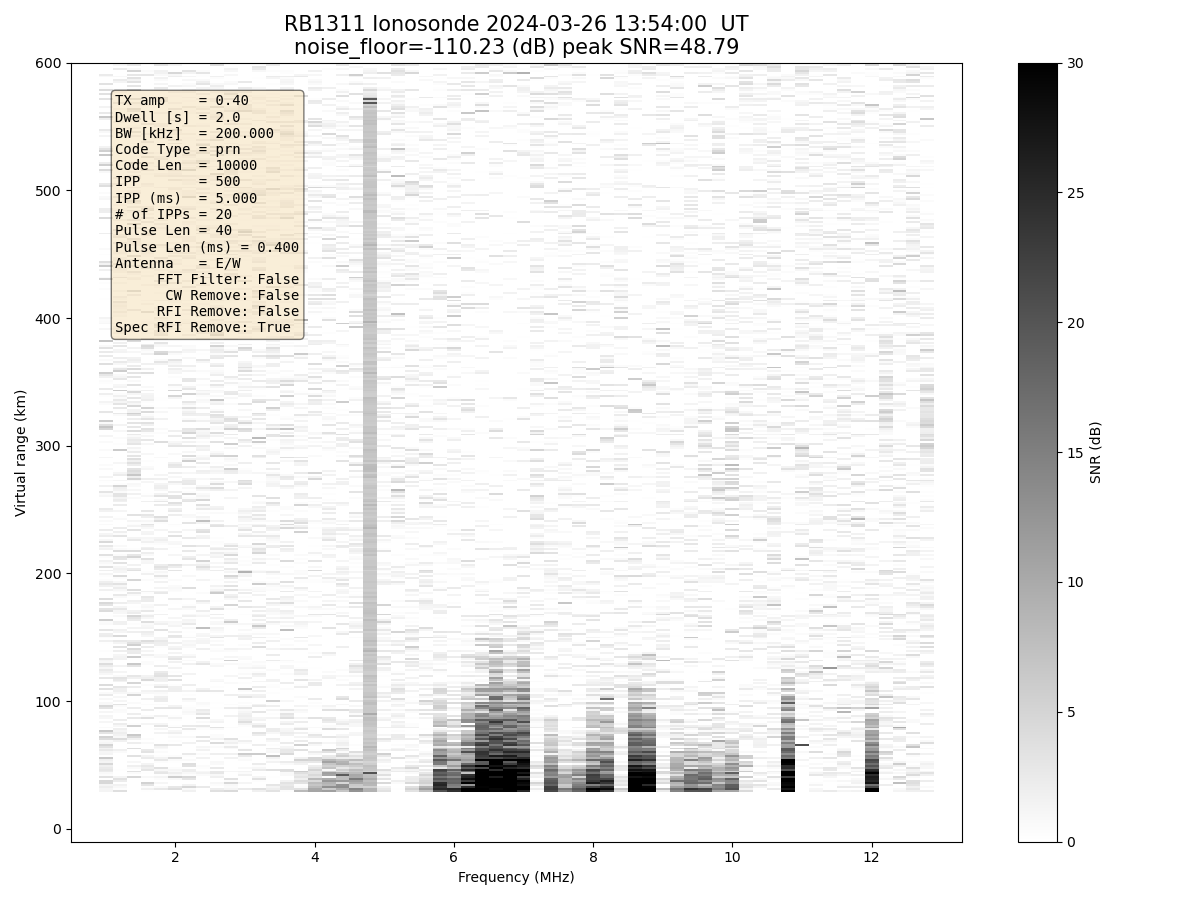 RB1311 Ionosonde 2024-03-26 13:54:00  UT
noise_floor=-110.23 (dB) peak SNR=48.79
TX amp    = 0.40
Dwell [s] = 2.0
BW [kHz]  = 200.000
Code Type = prn
Code Len  = 10000
IPP       = 500
IPP (ms)  = 5.000
# of IPPs = 20
Pulse Len = 40
Pulse Len (ms) = 0.400
Antenna   = E/W
FFT Filter: False
CW Remove: False
RFI Remove: False
Spec RFI Remove: True
600
500
400
300
200
100
0
Virtual range (km)
2 4 6 8 10 12
Frequency (MHz)
30
25
20
15
10
5
0
SNR (dB)